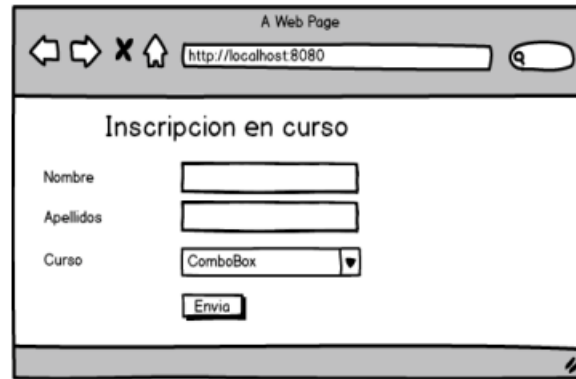 A Web Page
http://localhost:8080
Inscripcion en curso
Nombre
Apellidos
Curso
ComboBox
Envia